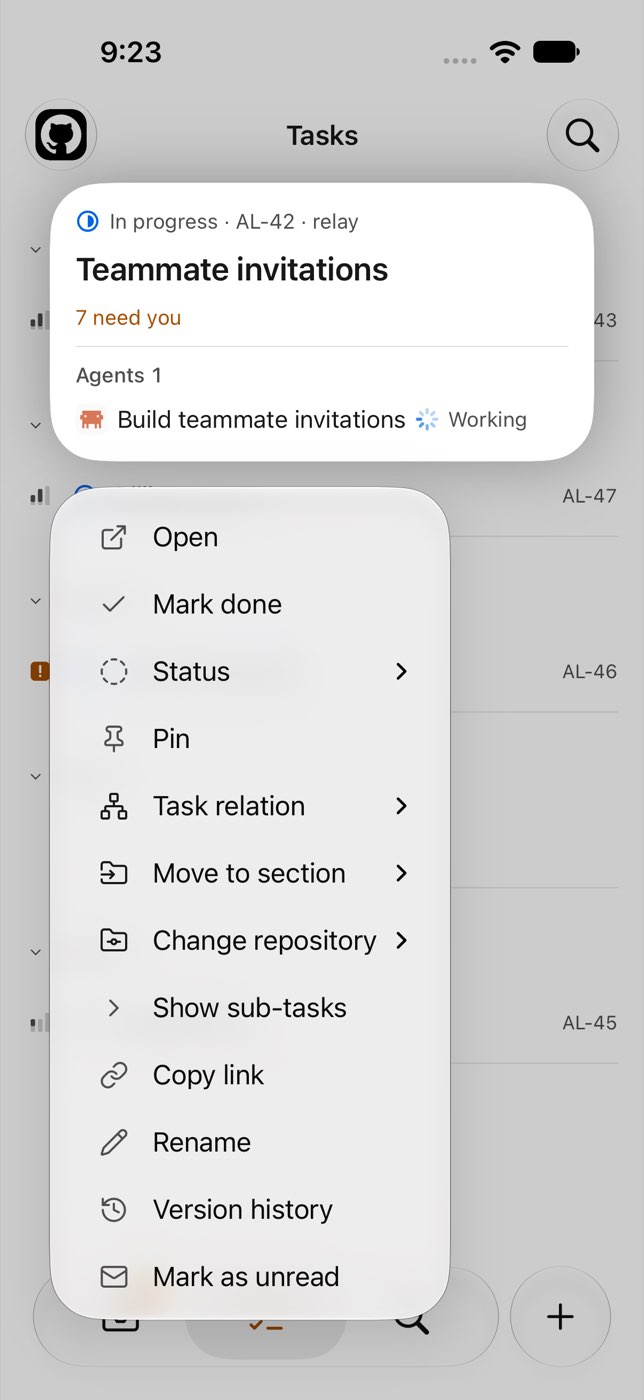 9:23
Tasks
In progress · AL-42 · relay
Teammate invitations
7 need you
43
Agents 1
Build teammate invitations Working
AL-47
Open
Mark done
Status
AL-46
Pin
Task relation
Move to section
Change repository
Show sub-tasks
AL-45
Copy link
Rename
Version history
Mark as unread